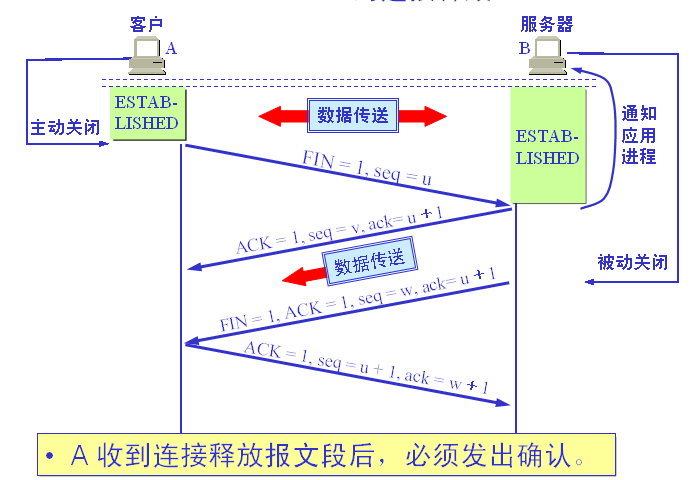 客户
服务器
A
B
ESTAB-
LISHED
主动关闭
数据传送
ESTAB-
LISHED
通知
应用
进程
FIN = 1, seq = u
ACK = 1, seq = v, ack= u + 1
数据传送
被动关闭
FIN = 1, ACK = 1, seq = w, ack= u + 1
ACK = 1, seq = u + 1, ack = w + 1
• A 收到连接释放报文段后，必须发出确认。